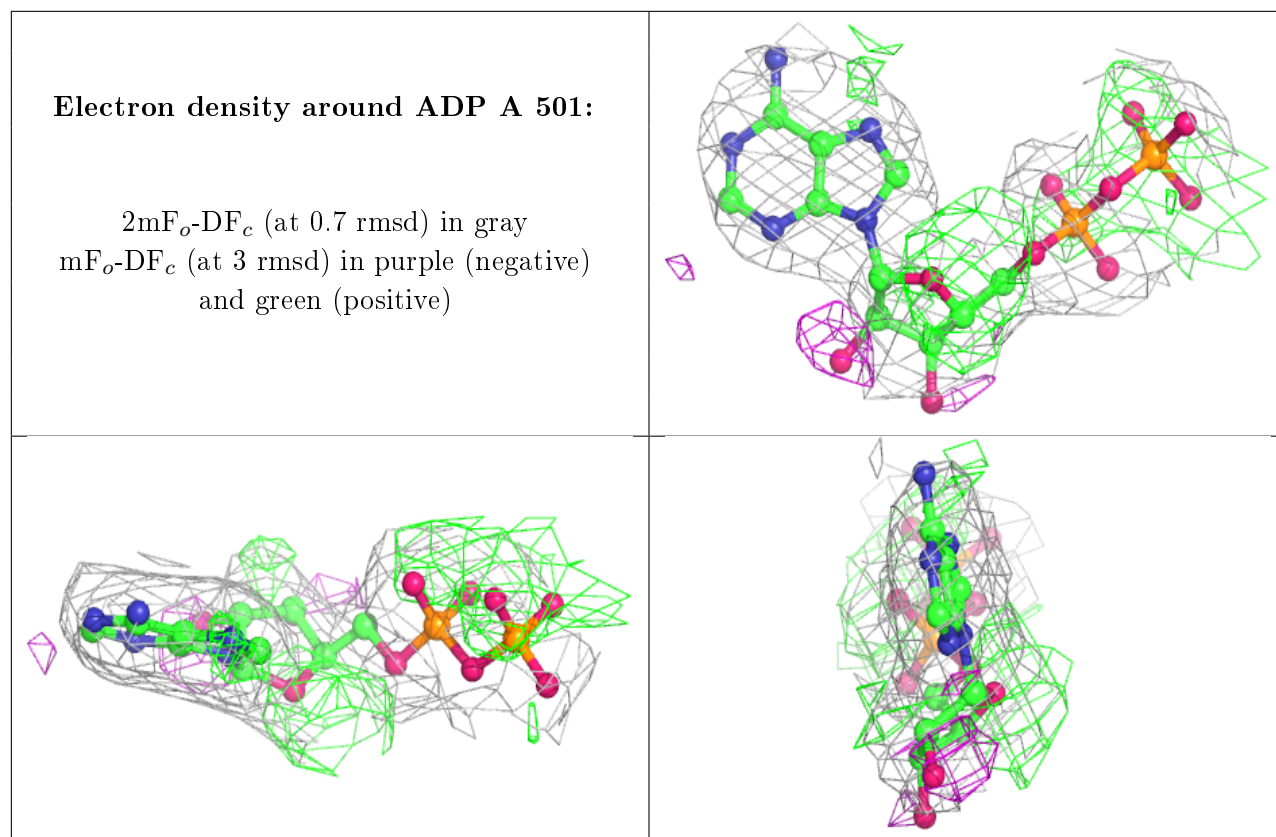 Electron density around ADP A 501:
2mFₒ-DF𝒸 (at 0.7 rmsd) in gray
mFₒ-DF𝒸 (at 3 rmsd) in purple (negative)
and green (positive)